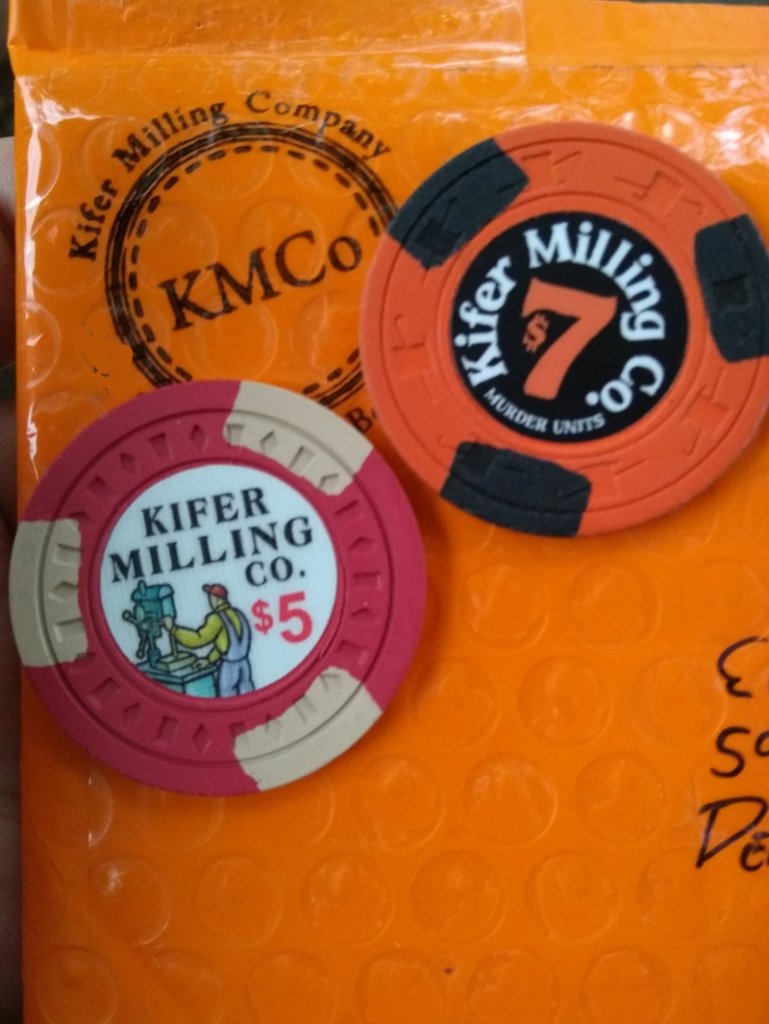 Kifer Milling Company
KMCo
Kifer Milling Co.
$7
MURDER UNITS
KIFER
MILLING
CO.
$5